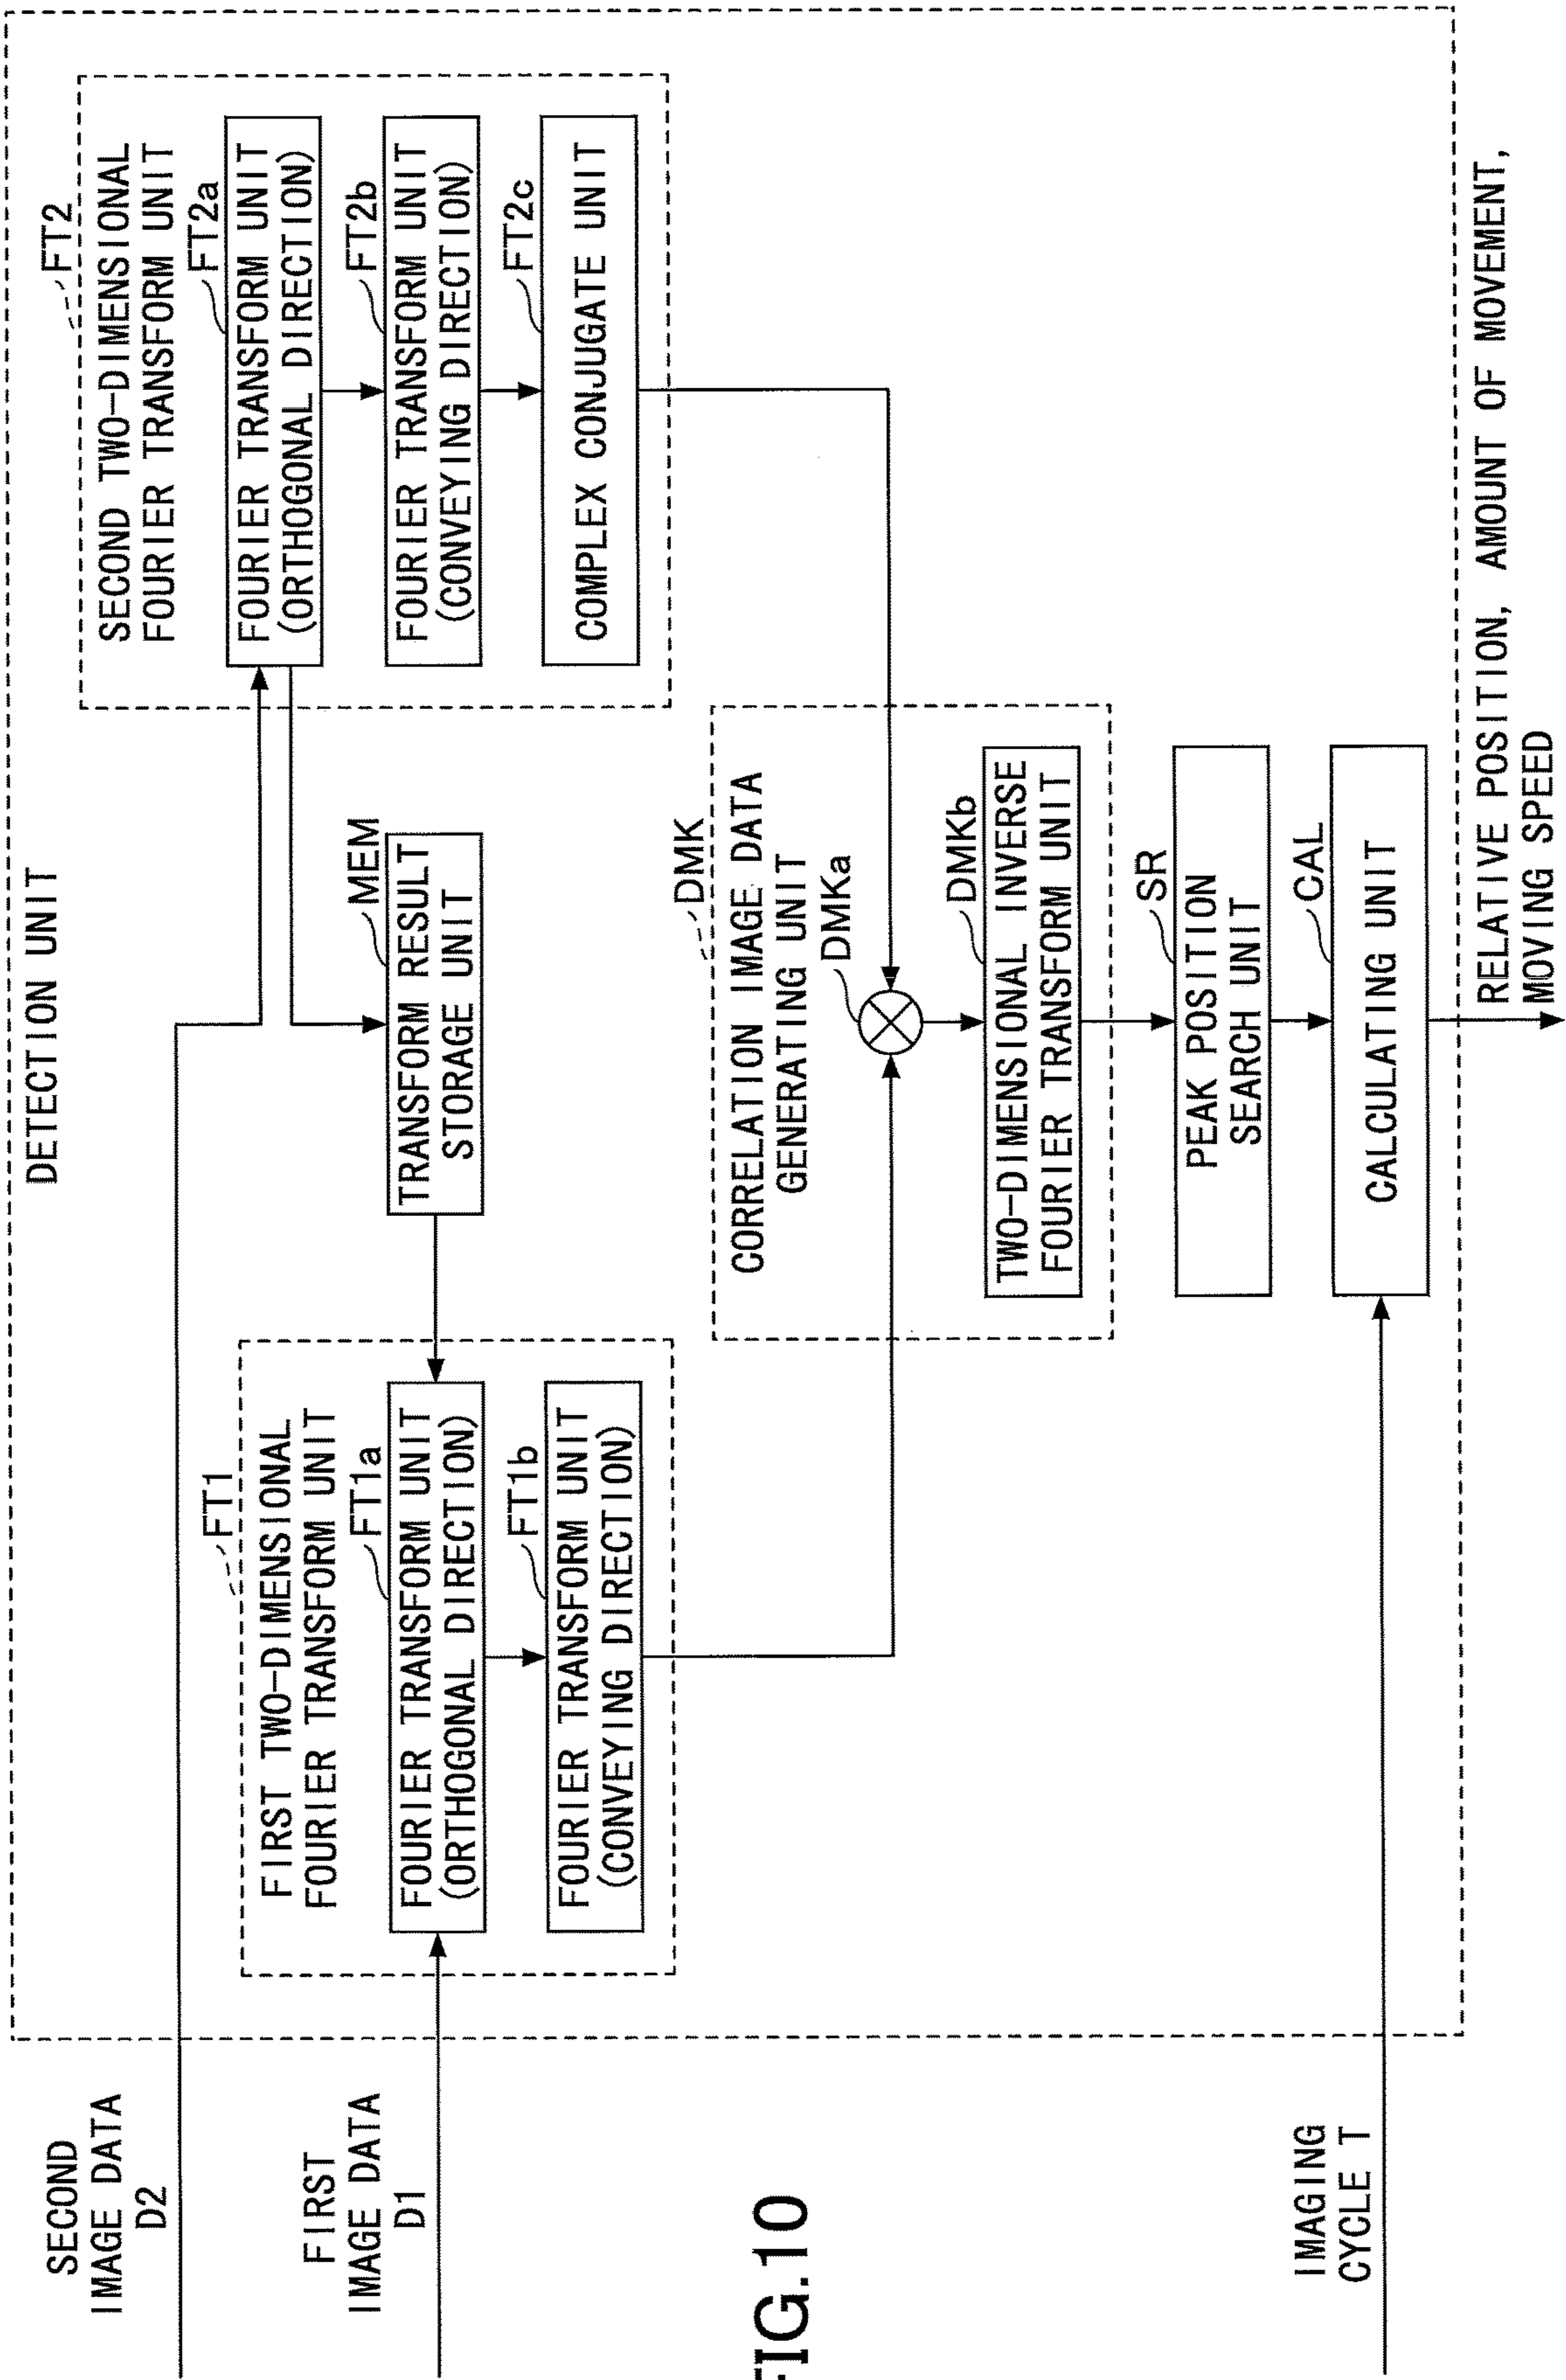 DETECTION UNIT
SECOND
IMAGE DATA
D2
FIRST
IMAGE DATA
D1
FT1
FIRST TWO-DIMENSIONAL
FOURIER TRANSFORM UNIT
FT1a
FOURIER TRANSFORM UNIT
(ORTHOGONAL DIRECTION)
FT1b
FOURIER TRANSFORM UNIT
(CONVEYING DIRECTION)
MEM
TRANSFORM RESULT
STORAGE UNIT
FT2
SECOND TWO-DIMENSIONAL
FOURIER TRANSFORM UNIT
FT2a
FOURIER TRANSFORM UNIT
(ORTHOGONAL DIRECTION)
FT2b
FOURIER TRANSFORM UNIT
(CONVEYING DIRECTION)
FT2c
COMPLEX CONJUGATE UNIT
DMK
CORRELATION IMAGE DATA
GENERATING UNIT
DMKa
DMKb
TWO-DIMENSIONAL INVERSE
FOURIER TRANSFORM UNIT
SR
PEAK POSITION
SEARCH UNIT
CAL
CALCULATING UNIT
IMAGING
CYCLE T
RELATIVE POSITION, AMOUNT OF MOVEMENT,
MOVING SPEED
FIG.10